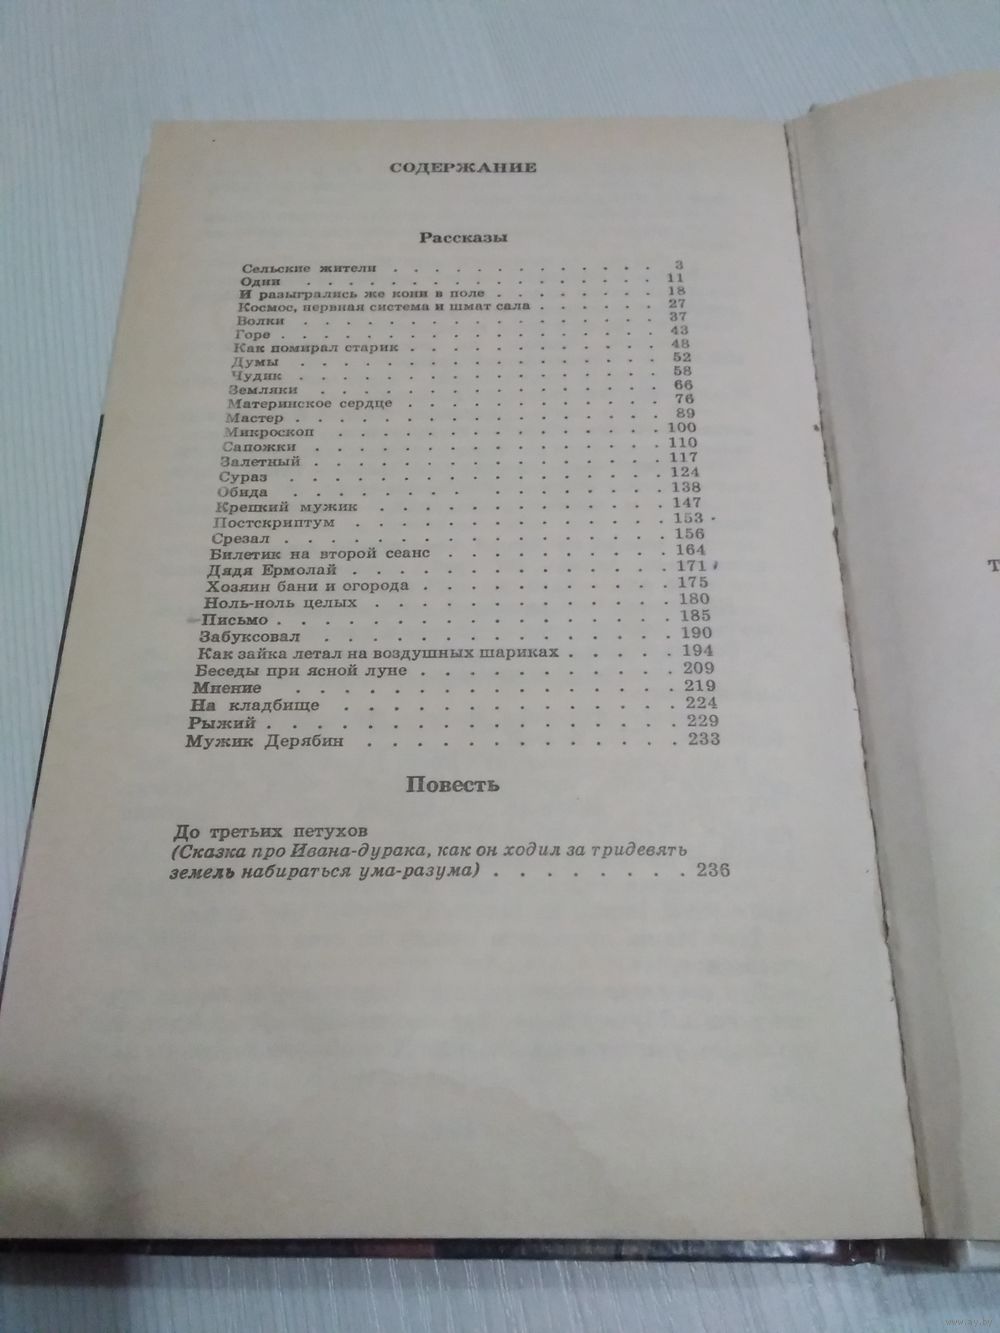 СОДЕРЖАНИЕ
Рассказы
Сельские жители . . . . . . . . . . . . . 3
Одни . . . . . . . . . . . . . . . . . 11
И разыгрались же кони в поле . . . . . . . . 18
Космос, нервная система и шмат сала . . . . . . 27
Волки . . . . . . . . . . . . . . . . . 37
Горе . . . . . . . . . . . . . . . . . 43
Как помирал старик . . . . . . . . . . . . 48
Думы . . . . . . . . . . . . . . . . . 52
Чудик . . . . . . . . . . . . . . . . . 58
Земляки . . . . . . . . . . . . . . . . 66
Материнское сердце . . . . . . . . . . . . 76
Мастер . . . . . . . . . . . . . . . . . 89
Микроскоп . . . . . . . . . . . . . . . 100
Сапожки . . . . . . . . . . . . . . . . 110
Залетный . . . . . . . . . . . . . . . . 117
Сураз . . . . . . . . . . . . . . . . . 124
Обида . . . . . . . . . . . . . . . . . 138
Крепкий мужик . . . . . . . . . . . . . 147
Постскриптум . . . . . . . . . . . . . . 153
Срезал . . . . . . . . . . . . . . . . . 156
Билетик на второй сеанс . . . . . . . . . . 164
Дядя Ермолай . . . . . . . . . . . . . . 171
Хозяин бани и огорода . . . . . . . . . . . 175
Ноль-ноль целых . . . . . . . . . . . . . 180
Письмо . . . . . . . . . . . . . . . . . 185
Забуксовал . . . . . . . . . . . . . . . 190
Как зайка летал на воздушных шариках . . . . . 194
Беседы при ясной луне . . . . . . . . . . . 209
Мнение . . . . . . . . . . . . . . . . 219
На кладбище . . . . . . . . . . . . . . 224
Рыжий . . . . . . . . . . . . . . . . . 229
Мужик Дерябин . . . . . . . . . . . . . 233
Повесть
До третьих петухов
(Сказка про Ивана-дурака, как он ходил за тридевять
земель набираться ума-разума) . . . . . . . . 236
Т
www.ay.by